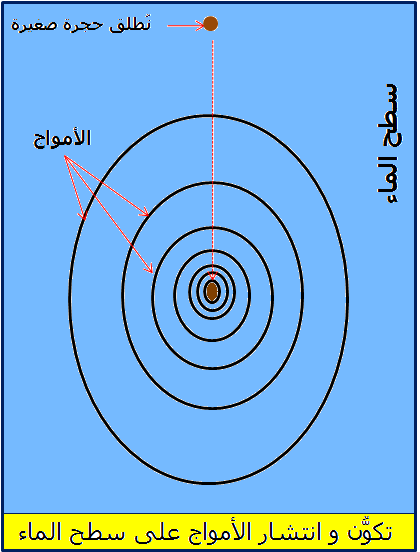 نُطلق حجرة صغيرة
الأمواج
سطح الماء
تكوُّن و انتشار الأمواج على سطح الماء